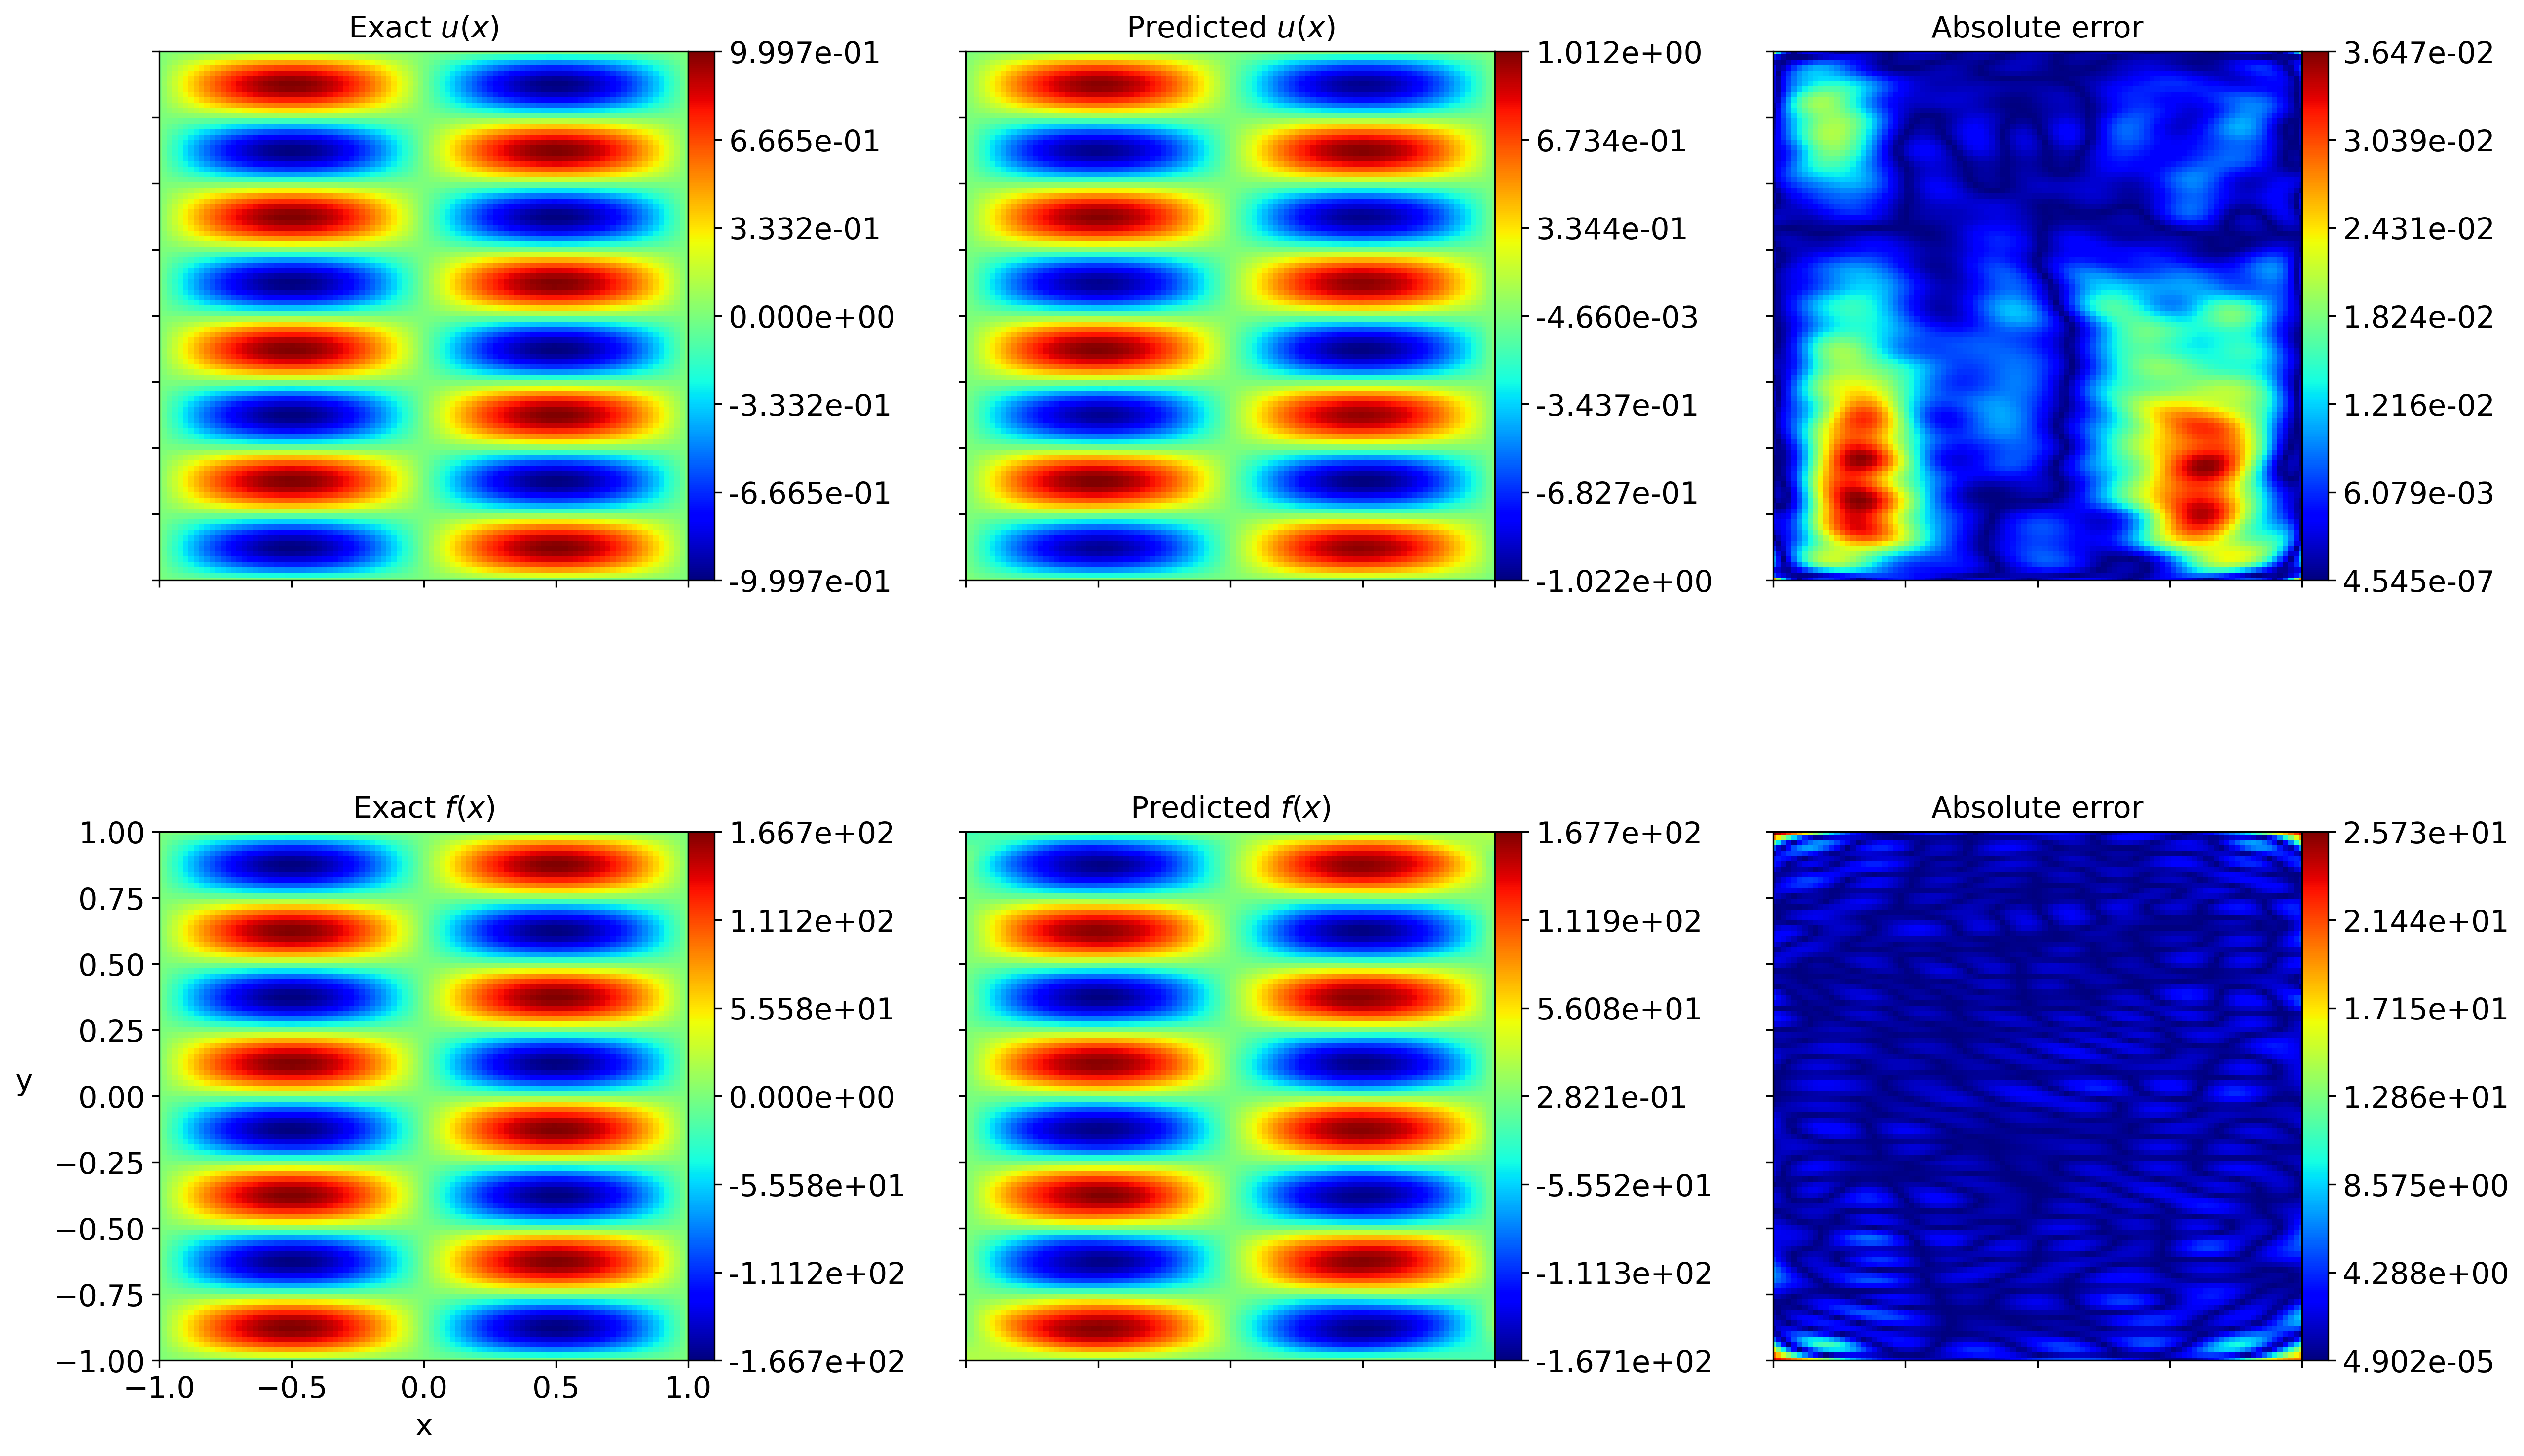 Exact u(x)
9.997e-01
6.665e-01
3.332e-01
0.000e+00
-3.332e-01
-6.665e-01
-9.997e-01
Predicted u(x)
1.012e+00
6.734e-01
3.344e-01
-4.660e-03
-3.437e-01
-6.827e-01
-1.022e+00
Absolute error
3.647e-02
3.039e-02
2.431e-02
1.824e-02
1.216e-02
6.079e-03
4.545e-07
Exact f(x)
y
1.00
0.75
0.50
0.25
0.00
−0.25
−0.50
−0.75
−1.00
−1.0 −0.5 0.0 0.5 1.0
x
1.667e+02
1.112e+02
5.558e+01
0.000e+00
-5.558e+01
-1.112e+02
-1.667e+02
Predicted f(x)
1.677e+02
1.119e+02
5.608e+01
2.821e-01
-5.552e+01
-1.113e+02
-1.671e+02
Absolute error
2.573e+01
2.144e+01
1.715e+01
1.286e+01
8.575e+00
4.288e+00
4.902e-05